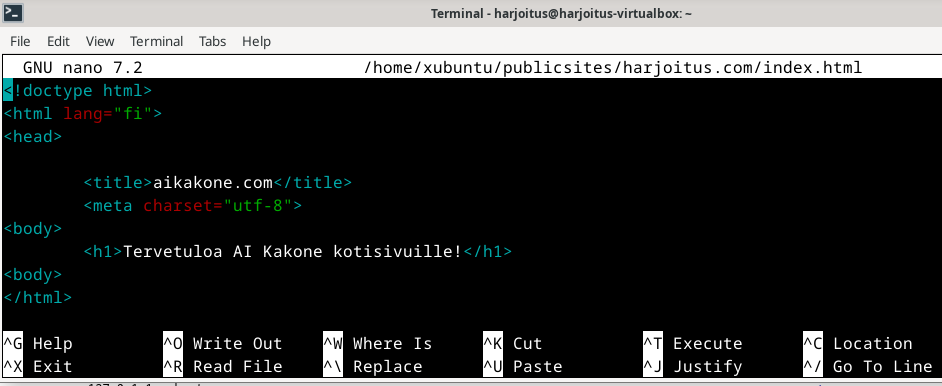 Terminal - harjoitus@harjoitus-virtualbox: ~
File Edit View Terminal Tabs Help
GNU nano 7.2 /home/xubuntu/publicsites/harjoitus.com/index.html
<!doctype html>
<html lang="fi">
<head>
<title>aikakone.com</title>
<meta charset="utf-8">
<body>
<h1>Tervetuloa AI Kakone kotisivuille!</h1>
<body>
</html>
^G Help ^O Write Out ^W Where Is ^K Cut ^T Execute ^C Location
^X Exit ^R Read File ^\ Replace ^U Paste ^J Justify ^/ Go To Line